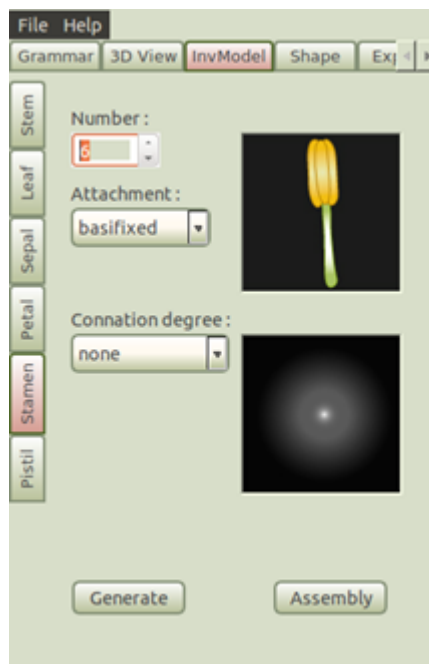 File Help
Grammar 3D View InvModel Shape Exp
Stem
Leaf
Sepal
Petal
Stamen
Pistil
Number :
6
Attachment :
basifixed
Connation degree :
none
Generate Assembly